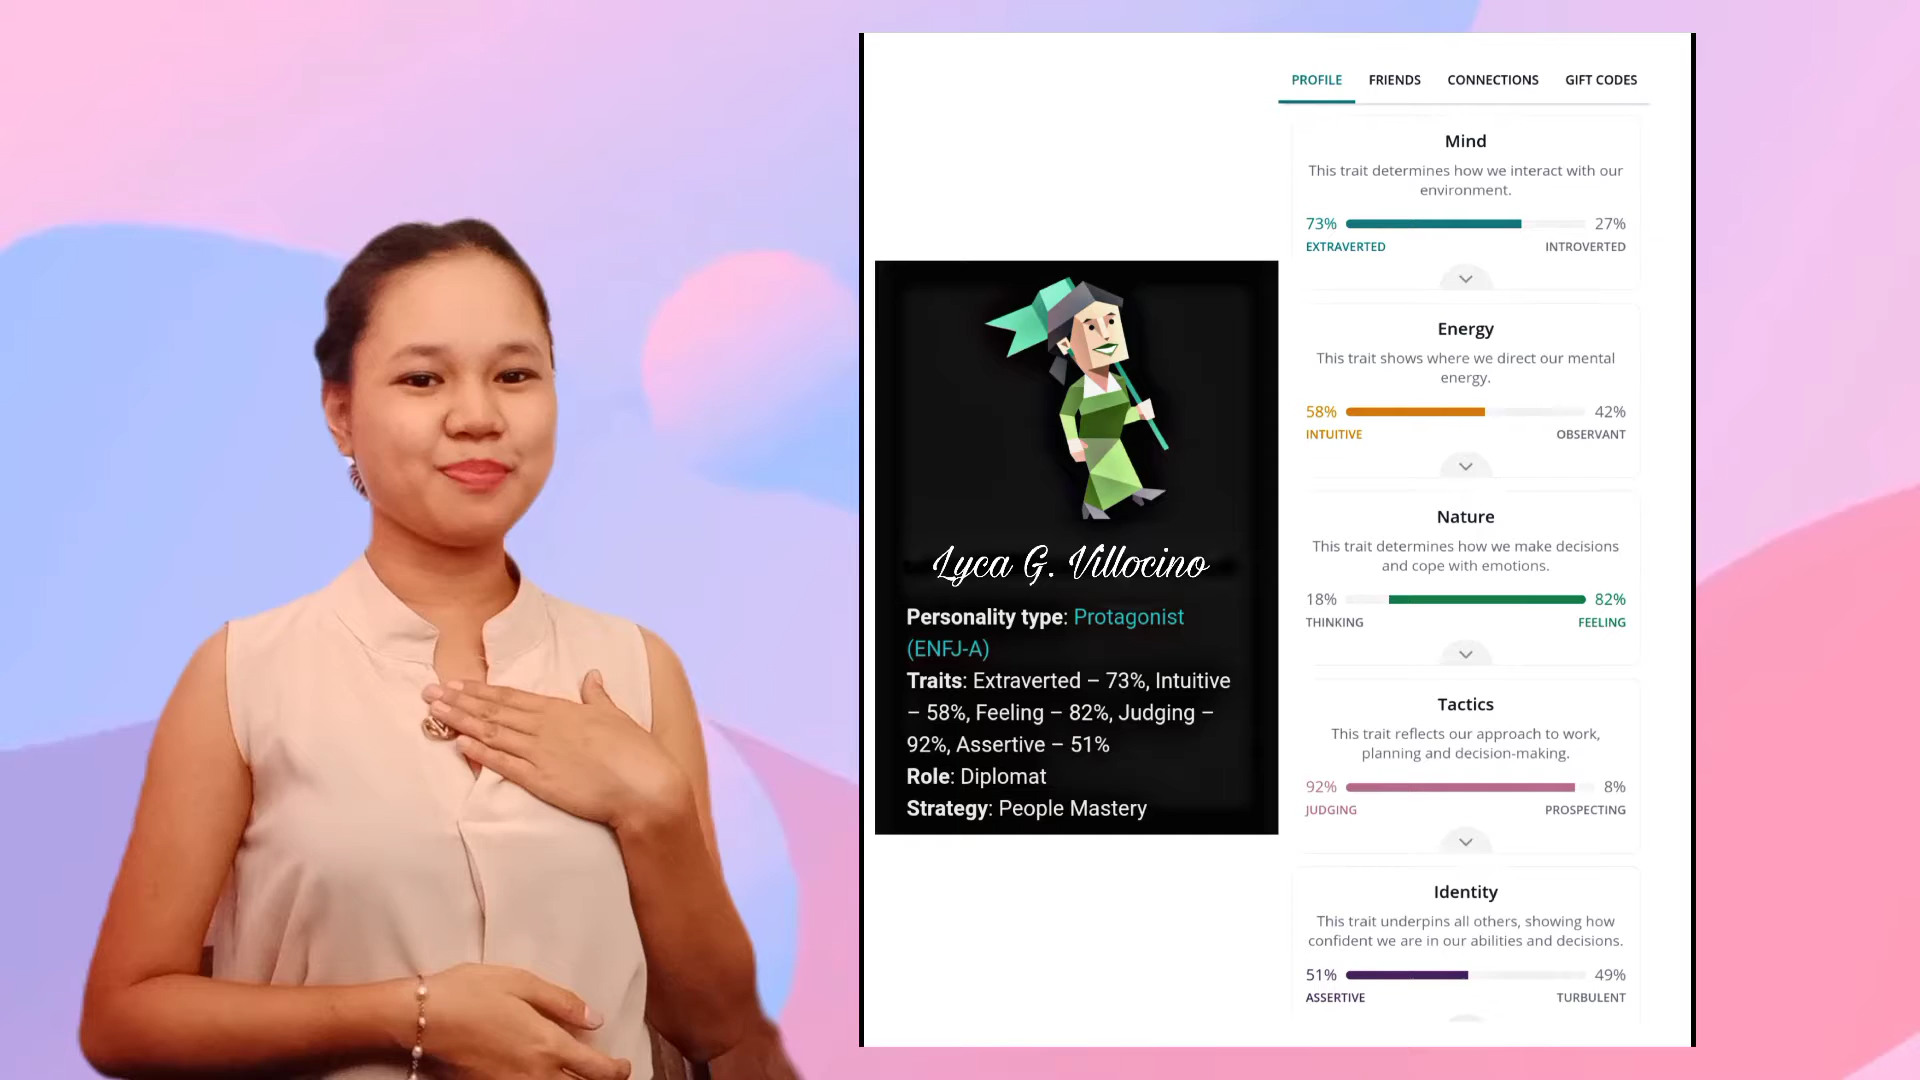 Lyca G. Villocino
Personality type: Protagonist
(ENFJ-A)
Traits: Extraverted – 73%, Intuitive
– 58%, Feeling – 82%, Judging –
92%, Assertive – 51%
Role: Diplomat
Strategy: People Mastery
PROFILE FRIENDS CONNECTIONS GIFT CODES
Mind
This trait determines how we interact with our
environment.
73% 27%
EXTRAVERTED INTROVERTED
Energy
This trait shows where we direct our mental
energy.
58% 42%
INTUITIVE OBSERVANT
Nature
This trait determines how we make decisions
and cope with emotions.
18% 82%
THINKING FEELING
Tactics
This trait reflects our approach to work,
planning and decision-making.
92% 8%
JUDGING PROSPECTING
Identity
This trait underpins all others, showing how
confident we are in our abilities and decisions.
51% 49%
ASSERTIVE TURBULENT